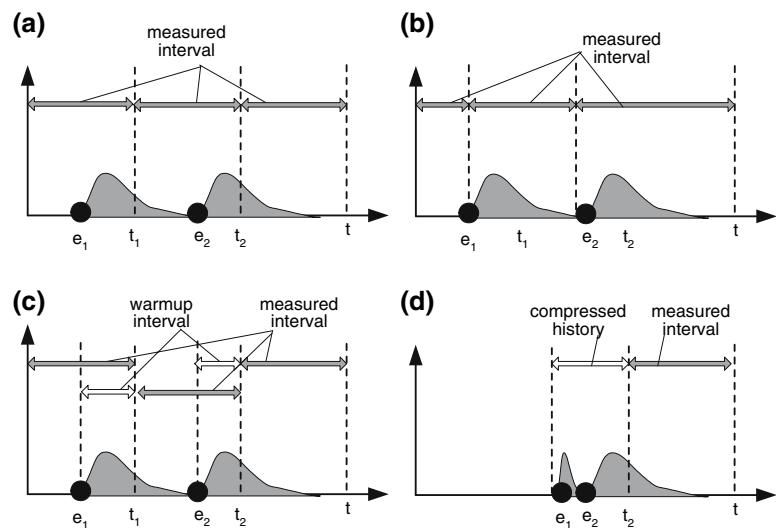 (a)
measured
interval
e1 t1 e2 t2 t
(b)
measured
interval
e1 t1 e2 t2 t
(c)
warmup
interval
measured
interval
e1 t1 e2 t2 t
(d)
compressed
history
measured
interval
e1 e2 t2 t